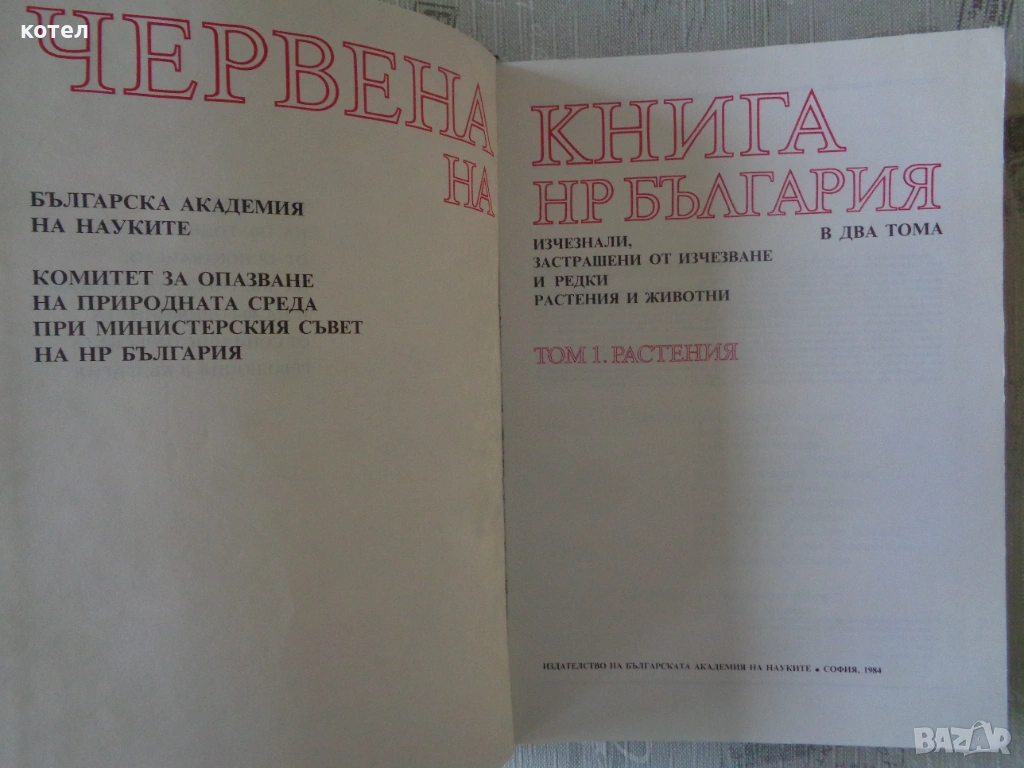 котел
ЧЕРВЕНА
НА
БЪЛГАРСКА АКАДЕМИЯ
НА НАУКИТЕ
КОМИТЕТ ЗА ОПАЗВАНЕ
НА ПРИРОДНАТА СРЕДА
ПРИ МИНИСТЕРСКИЯ СЪВЕТ
НА НР БЪЛГАРИЯ
КНИГА
НР БЪЛГАРИЯ
В ДВА ТОМА
ИЗЧЕЗНАЛИ,
ЗАСТРАШЕНИ ОТ ИЗЧЕЗВАНЕ
И РЕДКИ
РАСТЕНИЯ И ЖИВОТНИ
ТОМ 1. РАСТЕНИЯ
ИЗДАТЕЛСТВО НА БЪЛГАРСКАТА АКАДЕМИЯ НА НАУКИТЕ • СОФИЯ, 1984
BAZAR